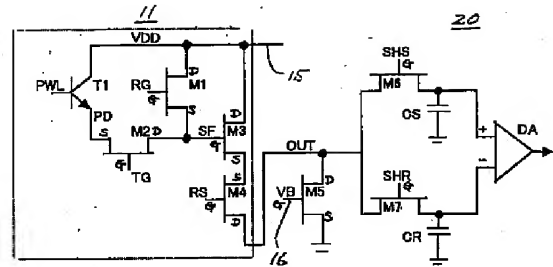 11
20
VDD
SHS
G
15
PWL
T1
RG
G
D
M1
S
D
M6
CS
PD
S
M2
D
SF
G
M3
S
OUT
+
DA
-
G
TG
RS
G
S
M4
D
VB
G
D
M5
S
SHR
G
M7
CR
16